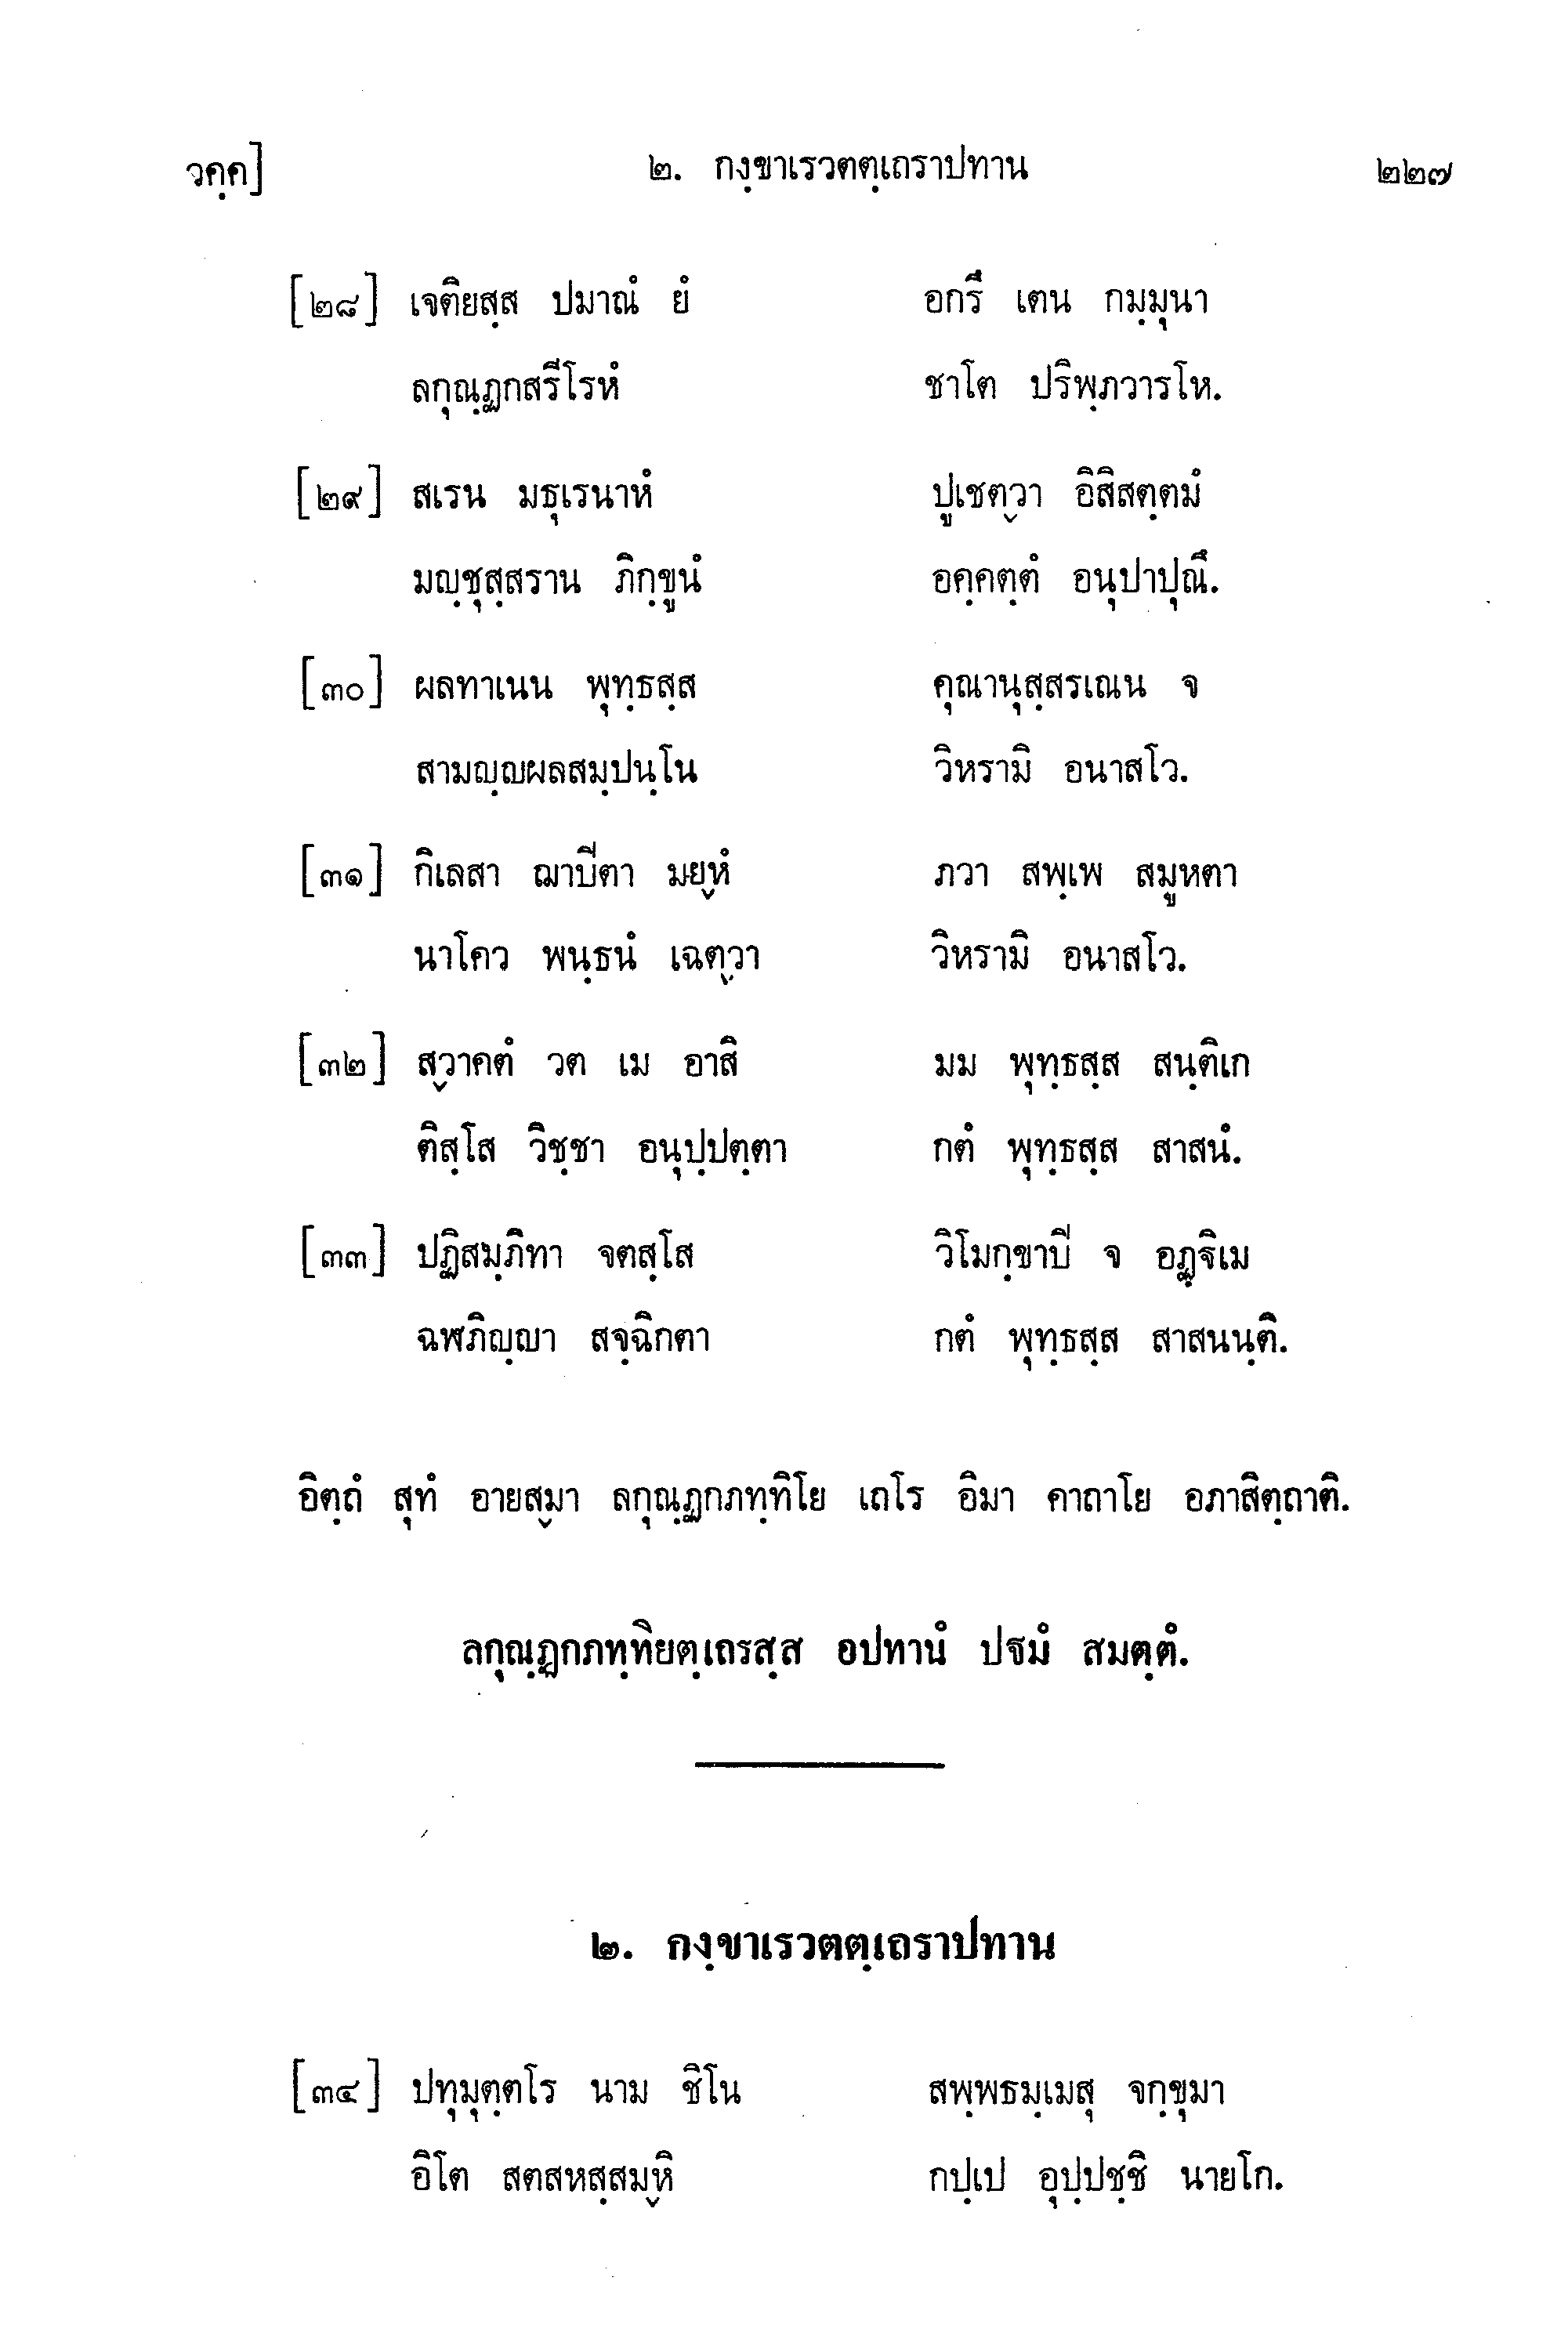 วคฺค] ๒. กงฺขาเรวตตฺเถราปทาน ๒๒๗
[๒๘] เจติยสฺส ปมาณํ ยํ อกรึ เตน กมฺมุนา
ลกุณฺฏกสรีโรหํ ชาโต ปริพฺภวารโห.
[๒๙] สเรน มธุเรนาหํ ปูเชตฺวา อิสิสตฺตมํ
มญฺชุสฺสราน ภิกฺขูนํ อคฺคตฺตํ อนุปาปุณึ.
[๓๐] ผลทาเนน พุทฺธสฺส คุณานุสฺสรเณน จ
สามญฺญผลสมฺปนฺโน วิหรามิ อนาสโว.
[๓๑] กิเลสา ฌาปีตา มยฺหํ ภวา สพฺเพ สมูหตา
นาโคว พนฺธนํ เฉตฺวา วิหรามิ อนาสโว.
[๓๒] สฺวาคตํ วต เม อาสิ มม พุทฺธสฺส สนฺติเก
ติสฺโส วิชฺชา อนุปฺปตฺตา กตํ พุทฺธสฺส สาสนํ.
[๓๓] ปฏิสมฺภิทา จตสฺโส วิโมกฺขาปี จ อฏฺฐิเม
ฉฬภิญฺญา สจฺฉิกตา กตํ พุทฺธสฺส สาสนนฺติ.
อิตฺถํ สุทํ อายสฺมา ลกุณฺฏกภทฺทิโย เถโร อิมา คาถาโย อภาสิตฺถาติ.
ลกุณฺฏกภทฺทิยตฺเถรสฺส อปทานํ ปฐมํ สมตฺตํ.
๒. กงฺขาเรวตตฺเถราปทาน
[๓๔] ปทุมุตฺตโร นาม ชิโน สพฺพธมฺเมสุ จกฺขุมา
อิโต สตสหสฺสมฺหิ กปฺเป อุปฺปชฺชิ นายโก.